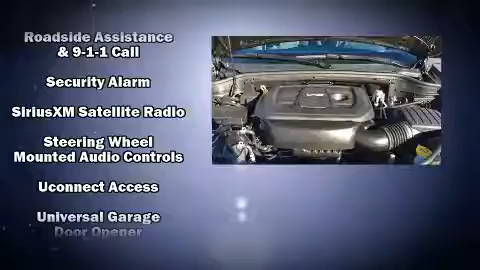 Roadside Assistance
& 9-1-1 Call
Security Alarm
SiriusXM Satellite Radio
Steering Wheel
Mounted Audio Controls
Uconnect Access
Universal Garage
Door Opener